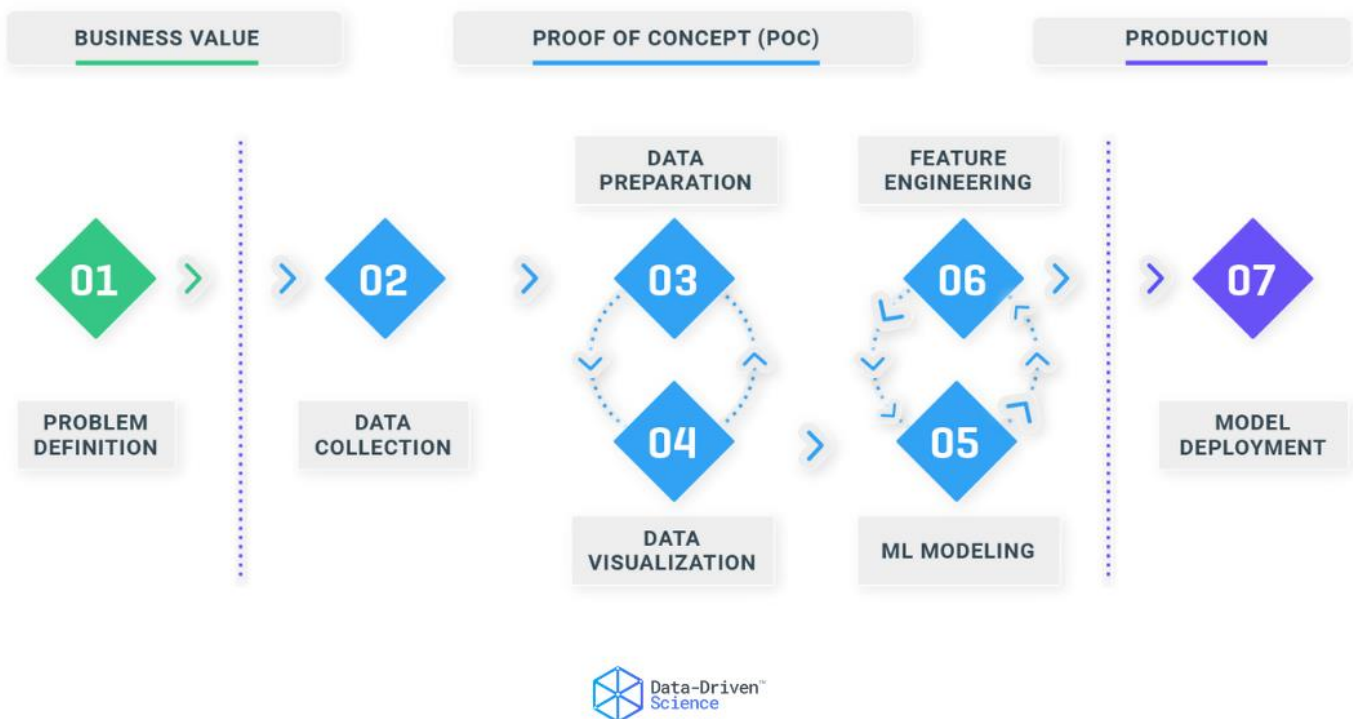 BUSINESS VALUE
PROOF OF CONCEPT (POC)
PRODUCTION
DATA
PREPARATION
FEATURE
ENGINEERING
01
02
03
06
07
04
05
PROBLEM
DEFINITION
DATA
COLLECTION
MODEL
DEPLOYMENT
DATA
VISUALIZATION
ML MODELING
Data-Driven™
Science